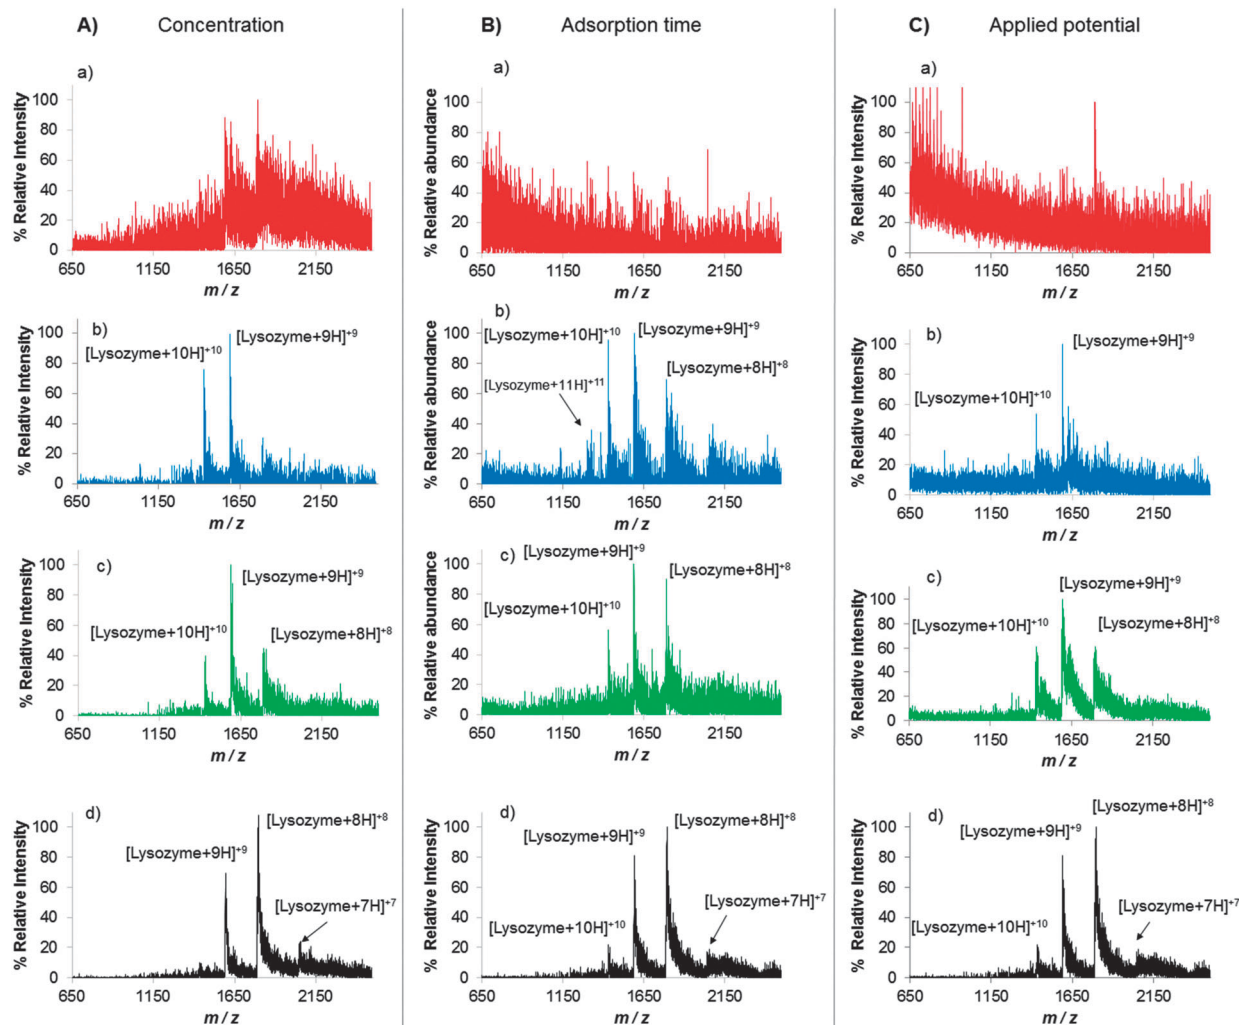 A) Concentration
a)
% Relative Intensity
100
80
60
40
20
0
650 1150 1650 2150
m / z
b)
[Lysozyme+10H]+10
[Lysozyme+9H]+9
% Relative Intensity
100
80
60
40
20
0
650 1150 1650 2150
m / z
c)
[Lysozyme+9H]+9
[Lysozyme+10H]+10
[Lysozyme+8H]+8
% Relative Intensity
100
80
60
40
20
0
650 1150 1650 2150
m / z
d)
[Lysozyme+8H]+8
[Lysozyme+9H]+9
[Lysozyme+7H]+7
% Relative Intensity
100
80
60
40
20
0
650 1150 1650 2150
m / z
B) Adsorption time
a)
% Relative abundance
100
80
60
40
20
0
650 1150 1650 2150
m / z
b)
[Lysozyme+10H]+10
[Lysozyme+9H]+9
[Lysozyme+11H]+11
[Lysozyme+8H]+8
% Relative abundance
100
80
60
40
20
0
650 1150 1650 2150
m / z
c)
[Lysozyme+9H]+9
[Lysozyme+8H]+8
[Lysozyme+10H]+10
% Relative abundance
100
80
60
40
20
0
650 1150 1650 2150
m / z
d)
[Lysozyme+9H]+9
[Lysozyme+8H]+8
[Lysozyme+10H]+10
[Lysozyme+7H]+7
% Relative Intensity
100
80
60
40
20
0
650 1150 1650 2150
m / z
C) Applied potential
a)
% Relative Intensity
100
80
60
40
20
0
650 1150 1650 2150
m / z
b)
[Lysozyme+9H]+9
[Lysozyme+10H]+10
% Relative Intensity
100
80
60
40
20
0
650 1150 1650 2150
m / z
c)
[Lysozyme+9H]+9
[Lysozyme+10H]+10
[Lysozyme+8H]+8
% Relative Intensity
100
80
60
40
20
0
650 1150 1650 2150
m / z
d)
[Lysozyme+8H]+8
[Lysozyme+9H]+9
[Lysozyme+10H]+10
[Lysozyme+7H]+7
% Relative Intensity
100
80
60
40
20
0
650 1150 1650 2150
m / z